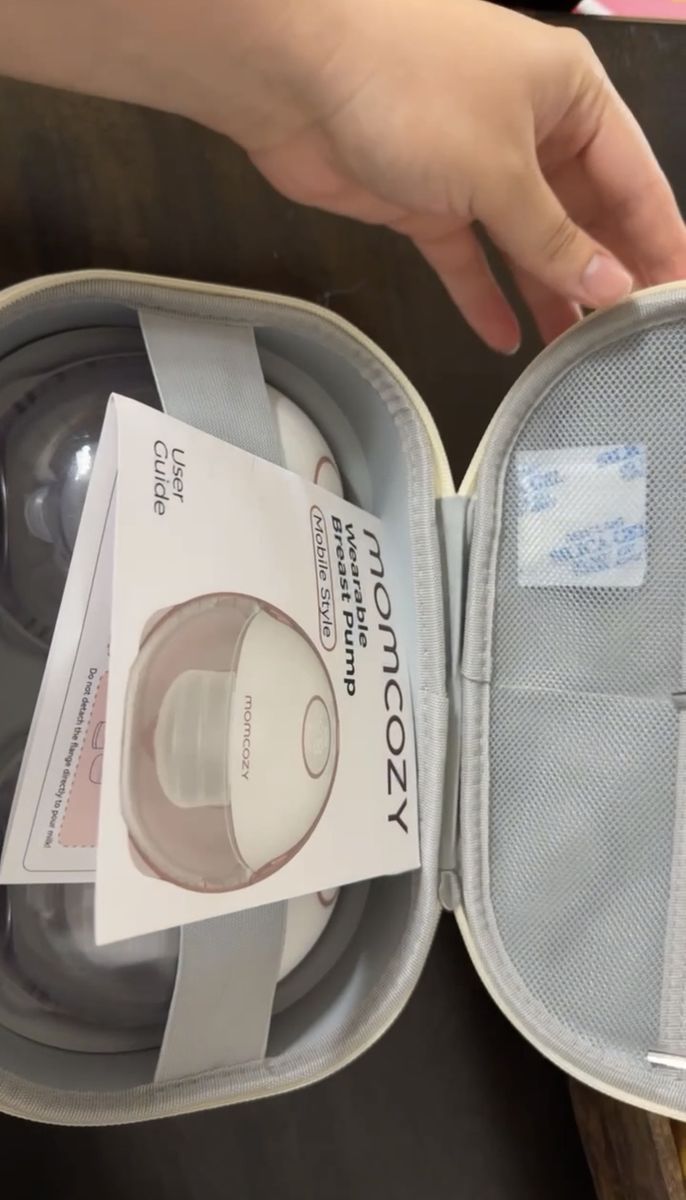 momcozy
Wearable
Breast Pump
Mobile Style
momcozy
User
Guide
Do not detach the flange directly to pour milk!